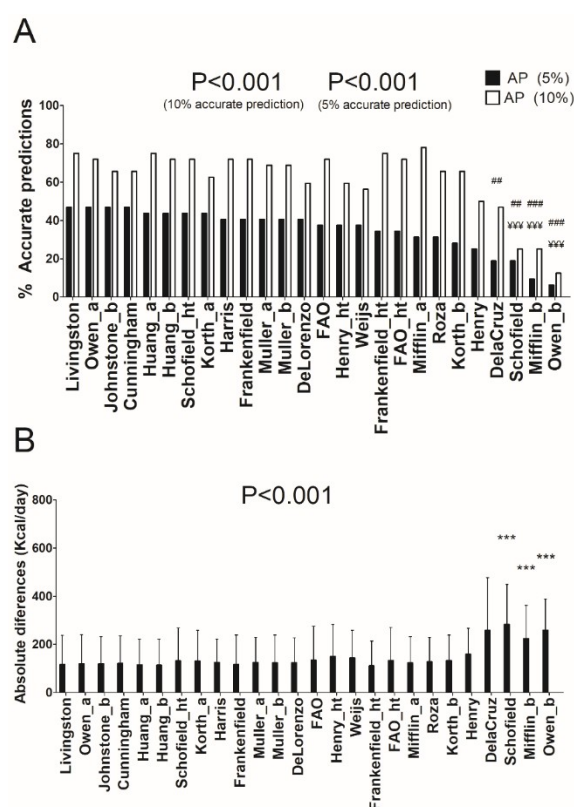 A
P<0.001
(10% accurate prediction)
P<0.001
(5% accurate prediction)
AP (5%)
AP (10%)
% Accurate predictions
100
80
60
40
20
0
##
##
¥¥¥
###
¥¥¥
###
¥¥¥
Livingston
Owen_a
Johnstone_b
Cunningham
Huang_a
Huang_b
Schofield_ht
Korth_a
Harris
Frankenfield
Muller_a
Muller_b
DeLorenzo
FAO
Henry_ht
Weijs
Frankenfield_ht
FAO_ht
Mifflin_a
Roza
Korth_b
Henry
DelaCruz
Schofield
Mifflin_b
Owen_b
B
P<0.001
Absolute diferences (Kcal/day)
800
600
400
200
0
***
***
***
Livingston
Owen_a
Johnstone_b
Cunningham
Huang_a
Huang_b
Schofield_ht
Korth_a
Harris
Frankenfield
Muller_a
Muller_b
DeLorenzo
FAO
Henry_ht
Weijs
Frankenfield_ht
FAO_ht
Mifflin_a
Roza
Korth_b
Henry
DelaCruz
Schofield
Mifflin_b
Owen_b